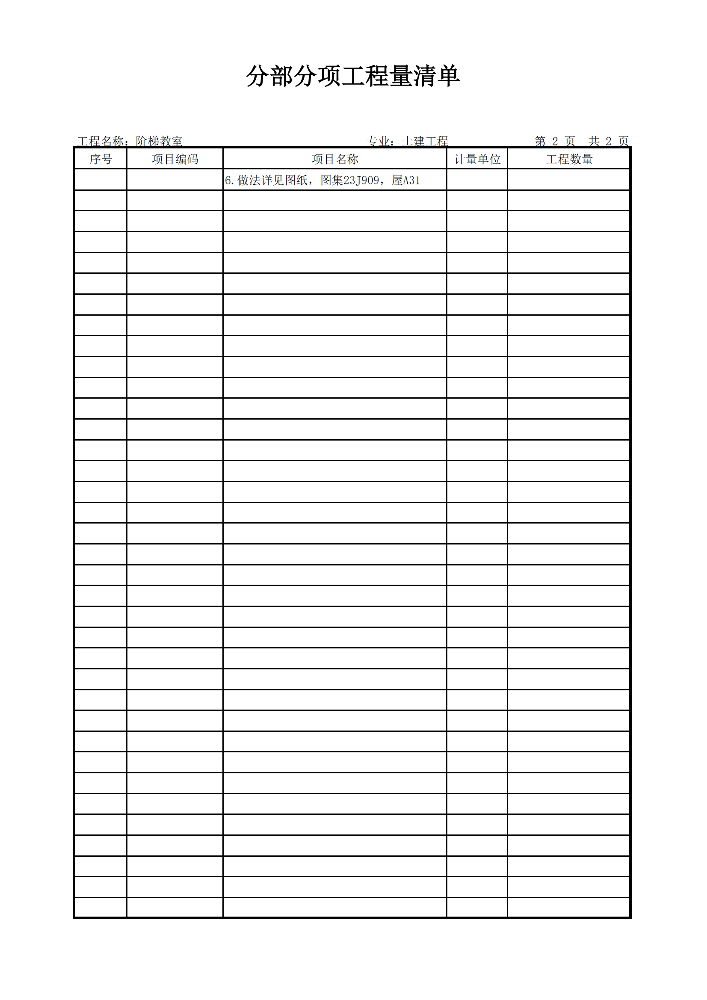 分部分项工程量清单
工程名称：阶梯教室 专业：土建工程 第 2 页 共 2 页
序号 项目编码 项目名称 计量单位 工程数量
6.做法详见图纸，图集23J909，屋A31